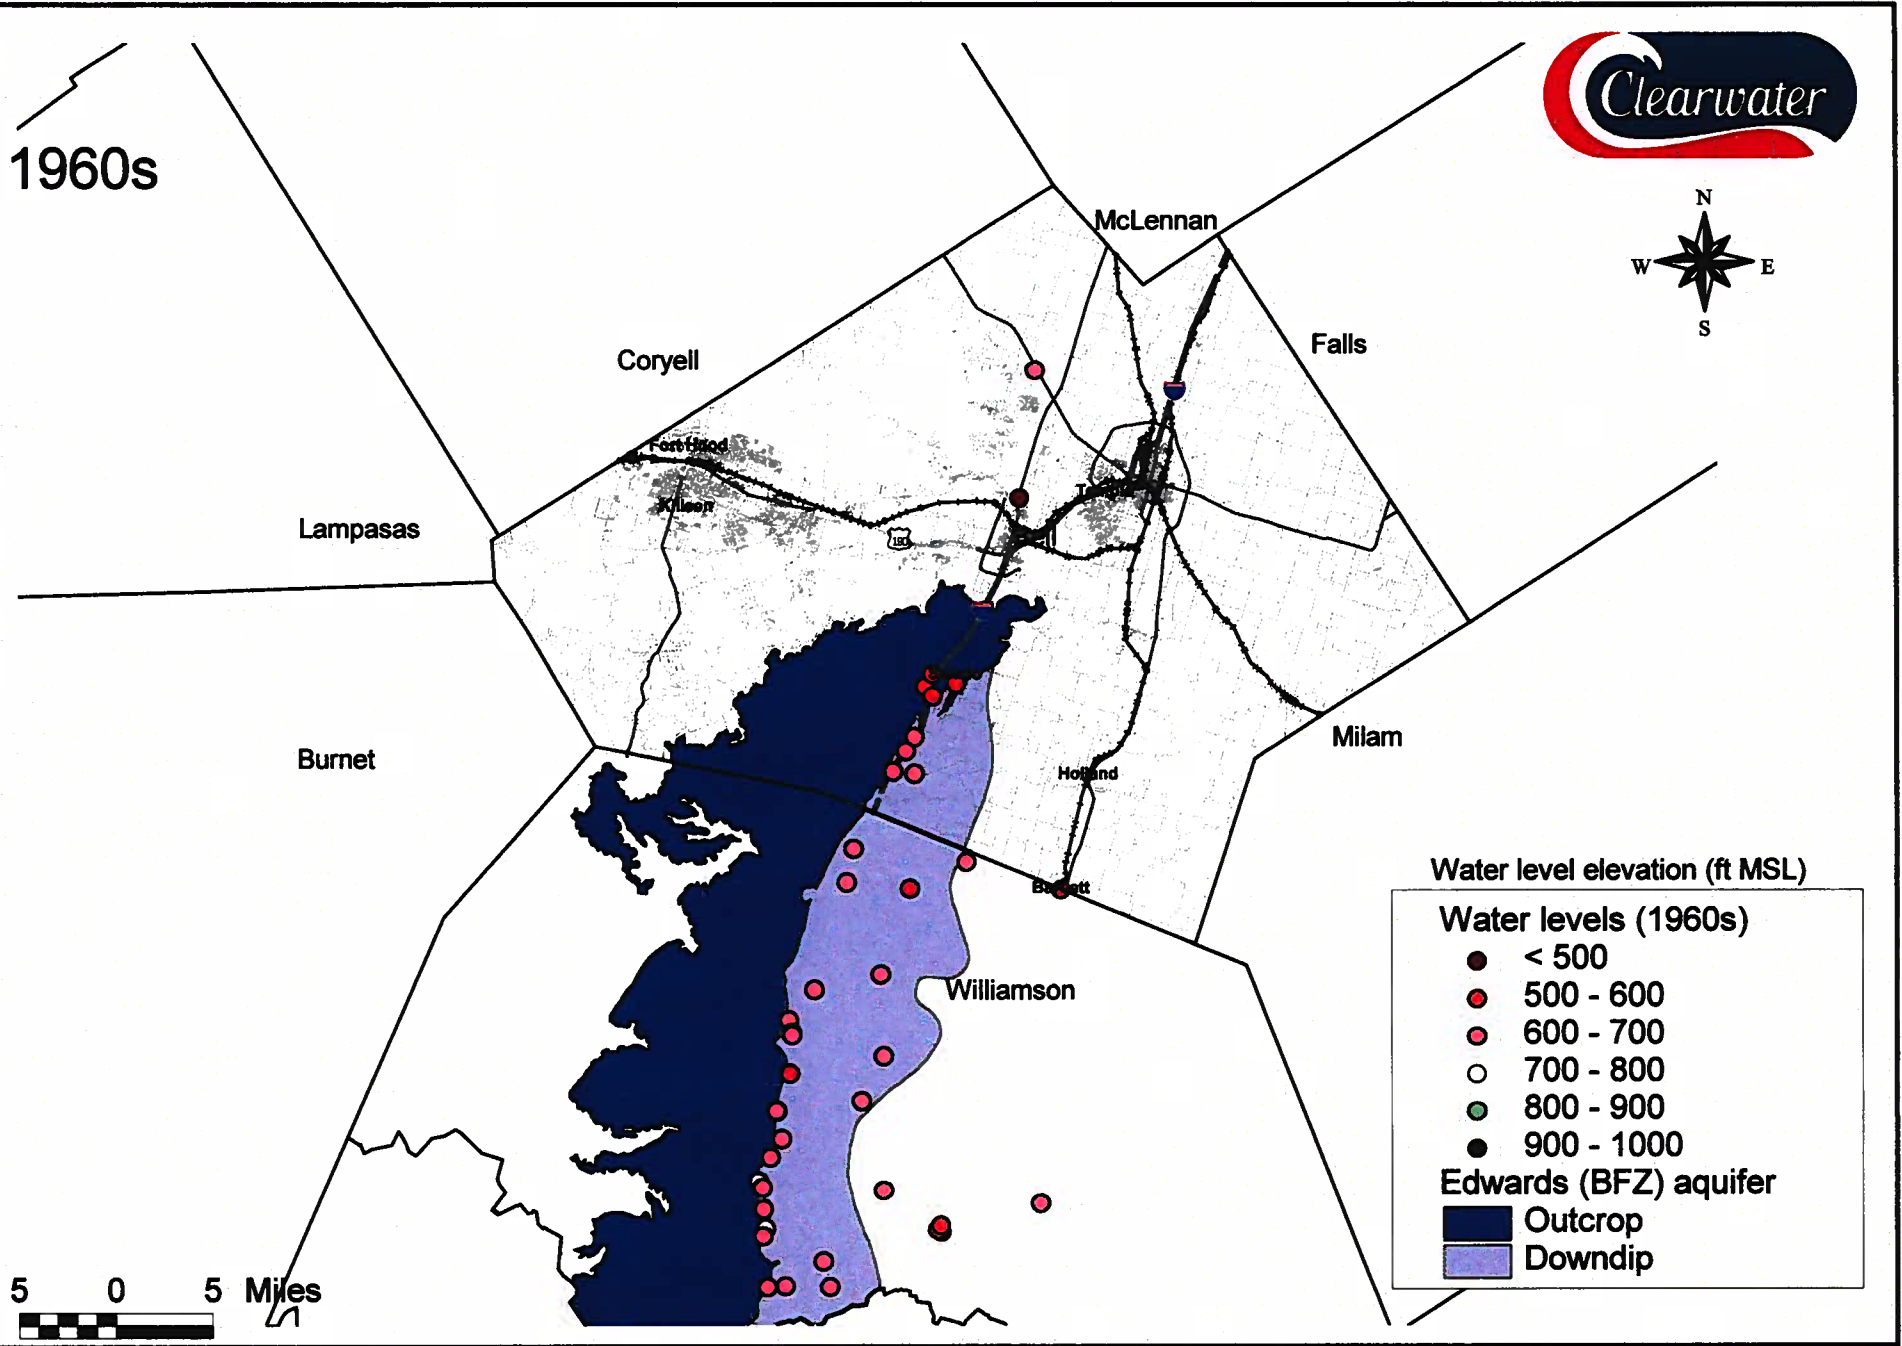 1960s
Clearwater
N
W E
S
McLennan
Falls
Coryell
Fort Hood
Killeen
Lampasas
190
Burnet
Milam
Holland
Williamson
Water level elevation (ft MSL)
Water levels (1960s)
< 500
500 - 600
600 - 700
700 - 800
800 - 900
900 - 1000
Edwards (BFZ) aquifer
Outcrop
Downdip
5 0 5 Miles